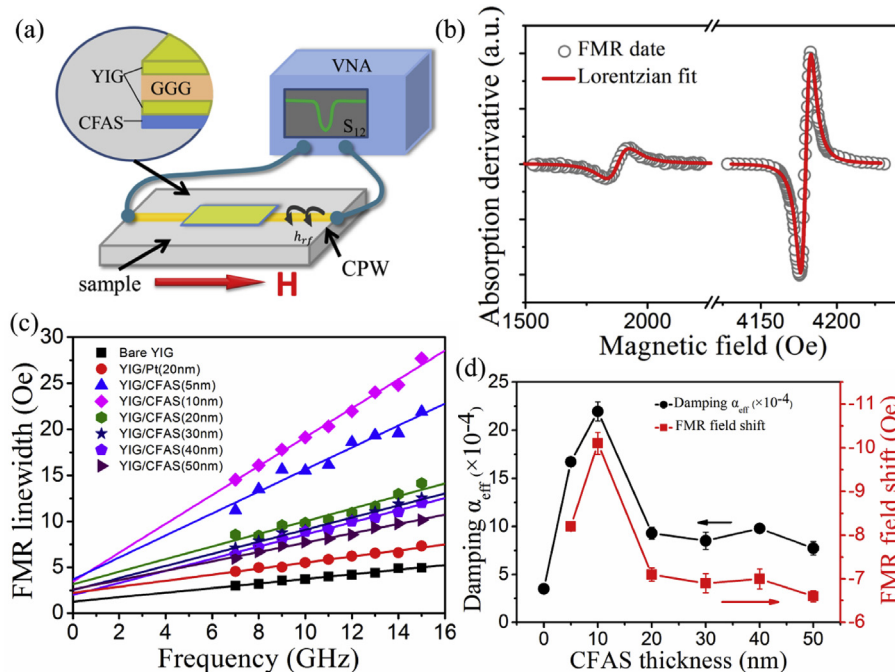 (a)
YIG
GGG
CFAS
VNA
S12
hrf
CPW
sample
H
(b)
Absorption derivative (a.u.)
FMR date
Lorentzian fit
1500
2000
4150
4200
Magnetic field (Oe)
(c)
FMR linewidth (Oe)
30
25
20
15
10
5
0
Bare YIG
YIG/Pt(20nm)
YIG/CFAS(5nm)
YIG/CFAS(10nm)
YIG/CFAS(20nm)
YIG/CFAS(30nm)
YIG/CFAS(40nm)
YIG/CFAS(50nm)
0 2 4 6 8 10 12 14 16
Frequency (GHz)
(d)
Damping αeff (×10-4)
25
20
15
10
5
0
Damping αeff (×10-4)
FMR field shift
-11
-10
-9
-8
-7
-6
FMR field shift (Oe)
0 10 20 30 40 50
CFAS thickness (nm)